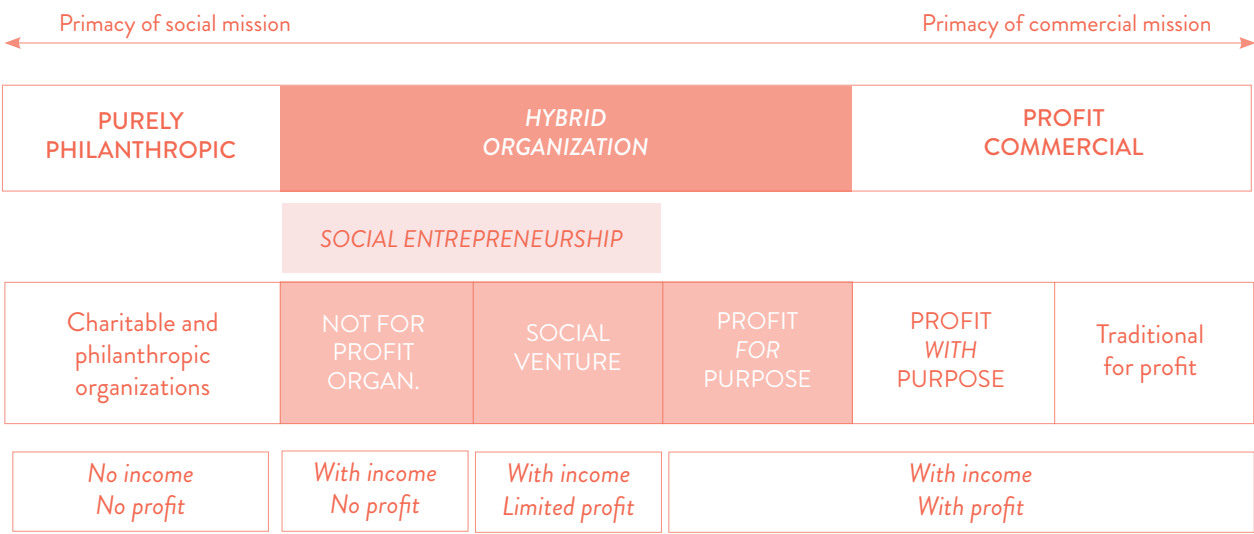 Primacy of social mission
Primacy of commercial mission
PURELY
PHILANTHROPIC
HYBRID
ORGANIZATION
PROFIT
COMMERCIAL
SOCIAL ENTREPRENEURSHIP
Charitable and
philanthropic
organizations
NOT FOR
PROFIT
ORGAN.
SOCIAL
VENTURE
PROFIT
FOR
PURPOSE
PROFIT
WITH
PURPOSE
Traditional
for profit
No income
No profit
With income
No profit
With income
Limited profit
With income
With profit